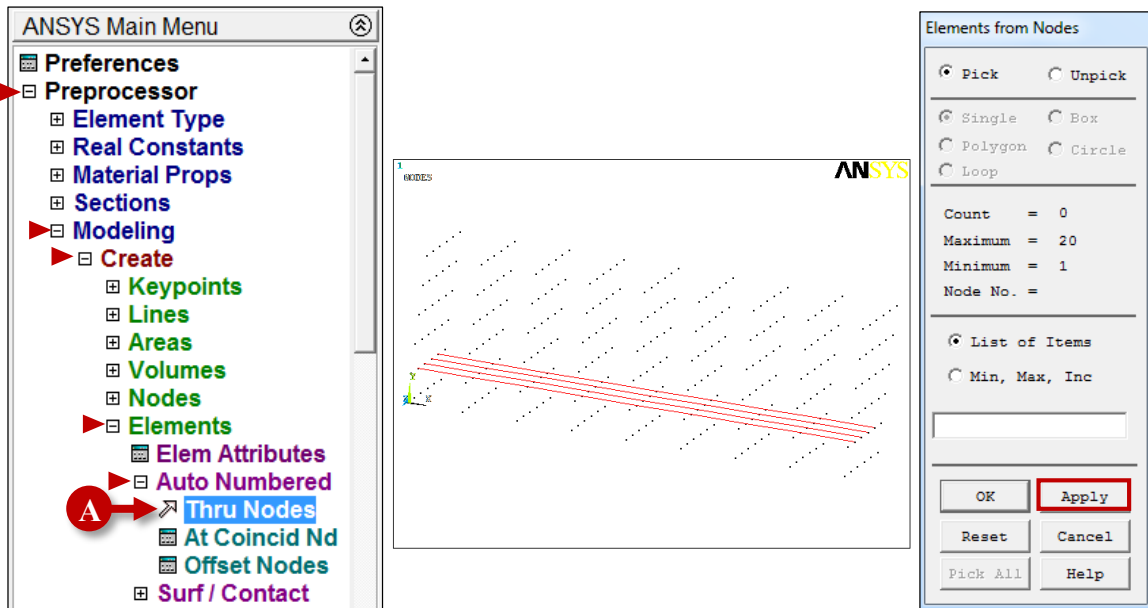 ANSYS Main Menu
Preferences
Preprocessor
Element Type
Real Constants
Material Props
Sections
Modeling
Create
Keypoints
Lines
Areas
Volumes
Nodes
Elements
Elem Attributes
Auto Numbered
A
Thru Nodes
At Coincid Nd
Offset Nodes
Surf / Contact
1
NODES
ANSYS
Y
Z X
Elements from Nodes
Pick Unpick
Single Box
Polygon Circle
Loop
Count = 0
Maximum = 20
Minimum = 1
Node No. =
List of Items
Min, Max, Inc
OK Apply
Reset Cancel
Pick All Help